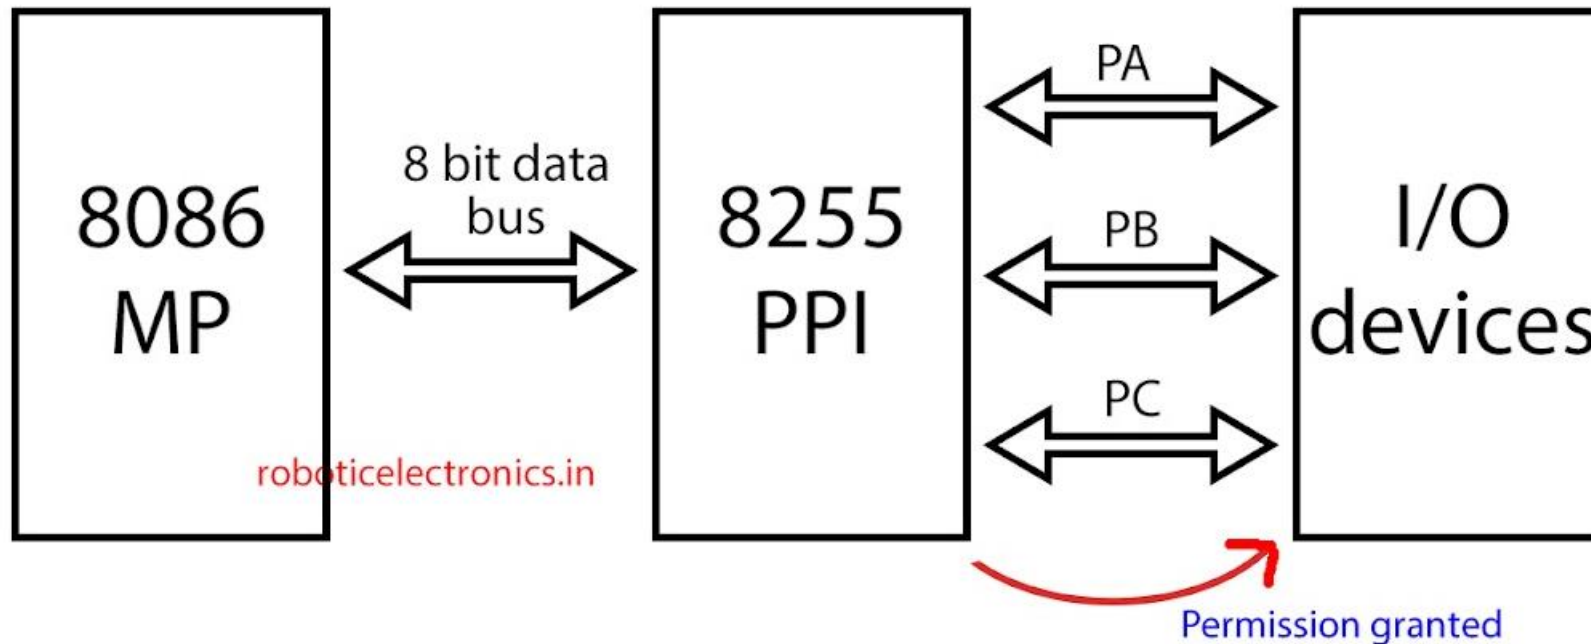 8086
MP
8 bit data
bus
8255
PPI
PA
PB
PC
I/O
devices
roboticelectronics.in
Permission granted